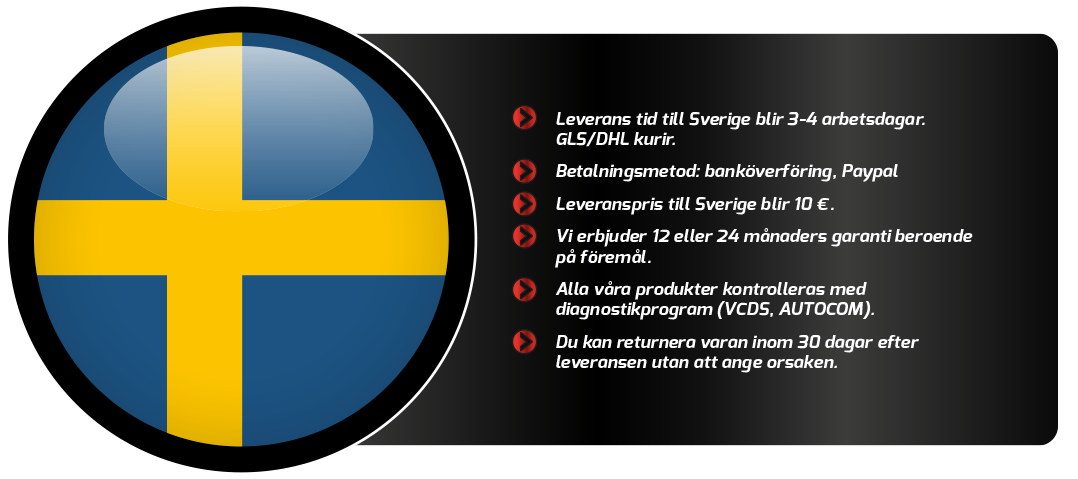 Leverans tid till Sverige blir 3-4 arbetsdagar.
GLS/DHL kurir.
Betalningsmetod: banköverföring, Paypal
Leveranspris till Sverige blir 10 €.
Vi erbjuder 12 eller 24 månaders garanti beroende
på föremål.
Alla våra produkter kontrolleras med
diagnostikprogram (VCDS, AUTOCOM).
Du kan returnera varan inom 30 dagar efter
leveransen utan att ange orsaken.